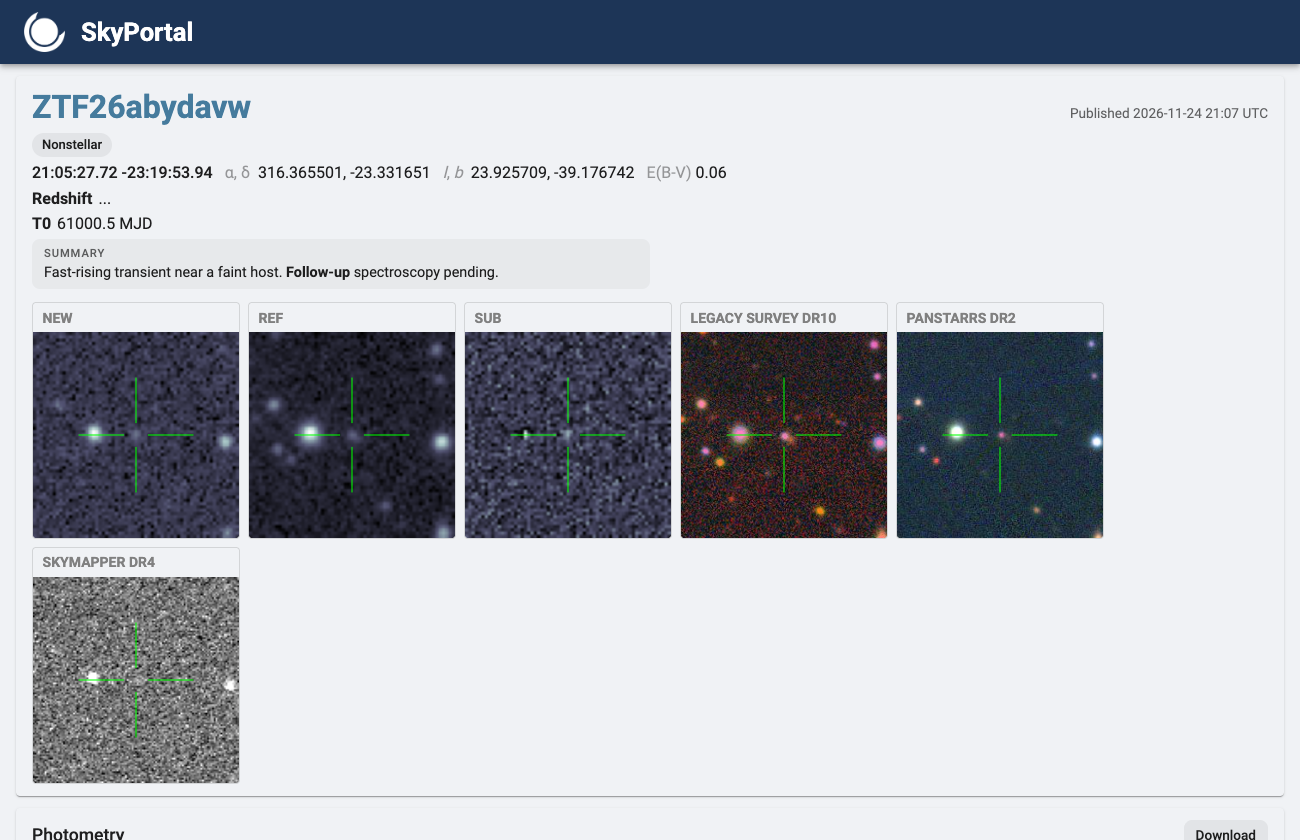 SkyPortal
ZTF26abydavw
Published 2026-11-24 21:07 UTC
Nonstellar
21:05:27.72 -23:19:53.94 α, δ 316.365501, -23.331651 l, b 23.925709, -39.176742 E(B-V) 0.06
Redshift ...
T0 61000.5 MJD
SUMMARY
Fast-rising transient near a faint host. Follow-up spectroscopy pending.
NEW
REF
SUB
LEGACY SURVEY DR10
PANSTARRS DR2
SKYMAPPER DR4
Photometry
Download